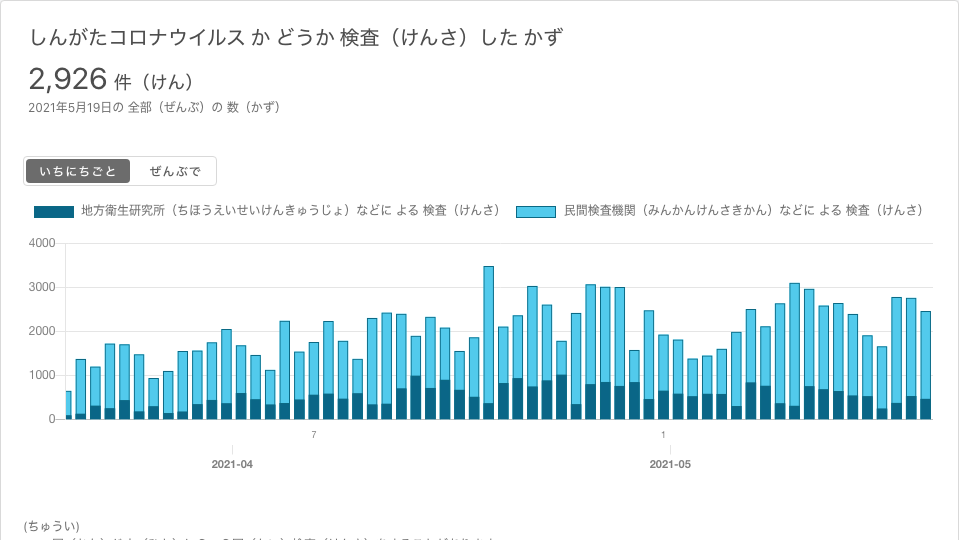 しんがたコロナウイルス か どうか 検査（けんさ）した かず
2,926 件（けん）
2021年5月19日の 全部（ぜんぶ）の 数（かず）
いちにちごと ぜんぶで
地方衛生研究所（ちほうえいせいけんきゅうじょ）などに よる 検査（けんさ） 民間検査機関（みんかんけんさきかん）などに よる 検査（けんさ）
4000
3000
2000
1000
0
7 1
2021-04 2021-05
(ちゅうい)